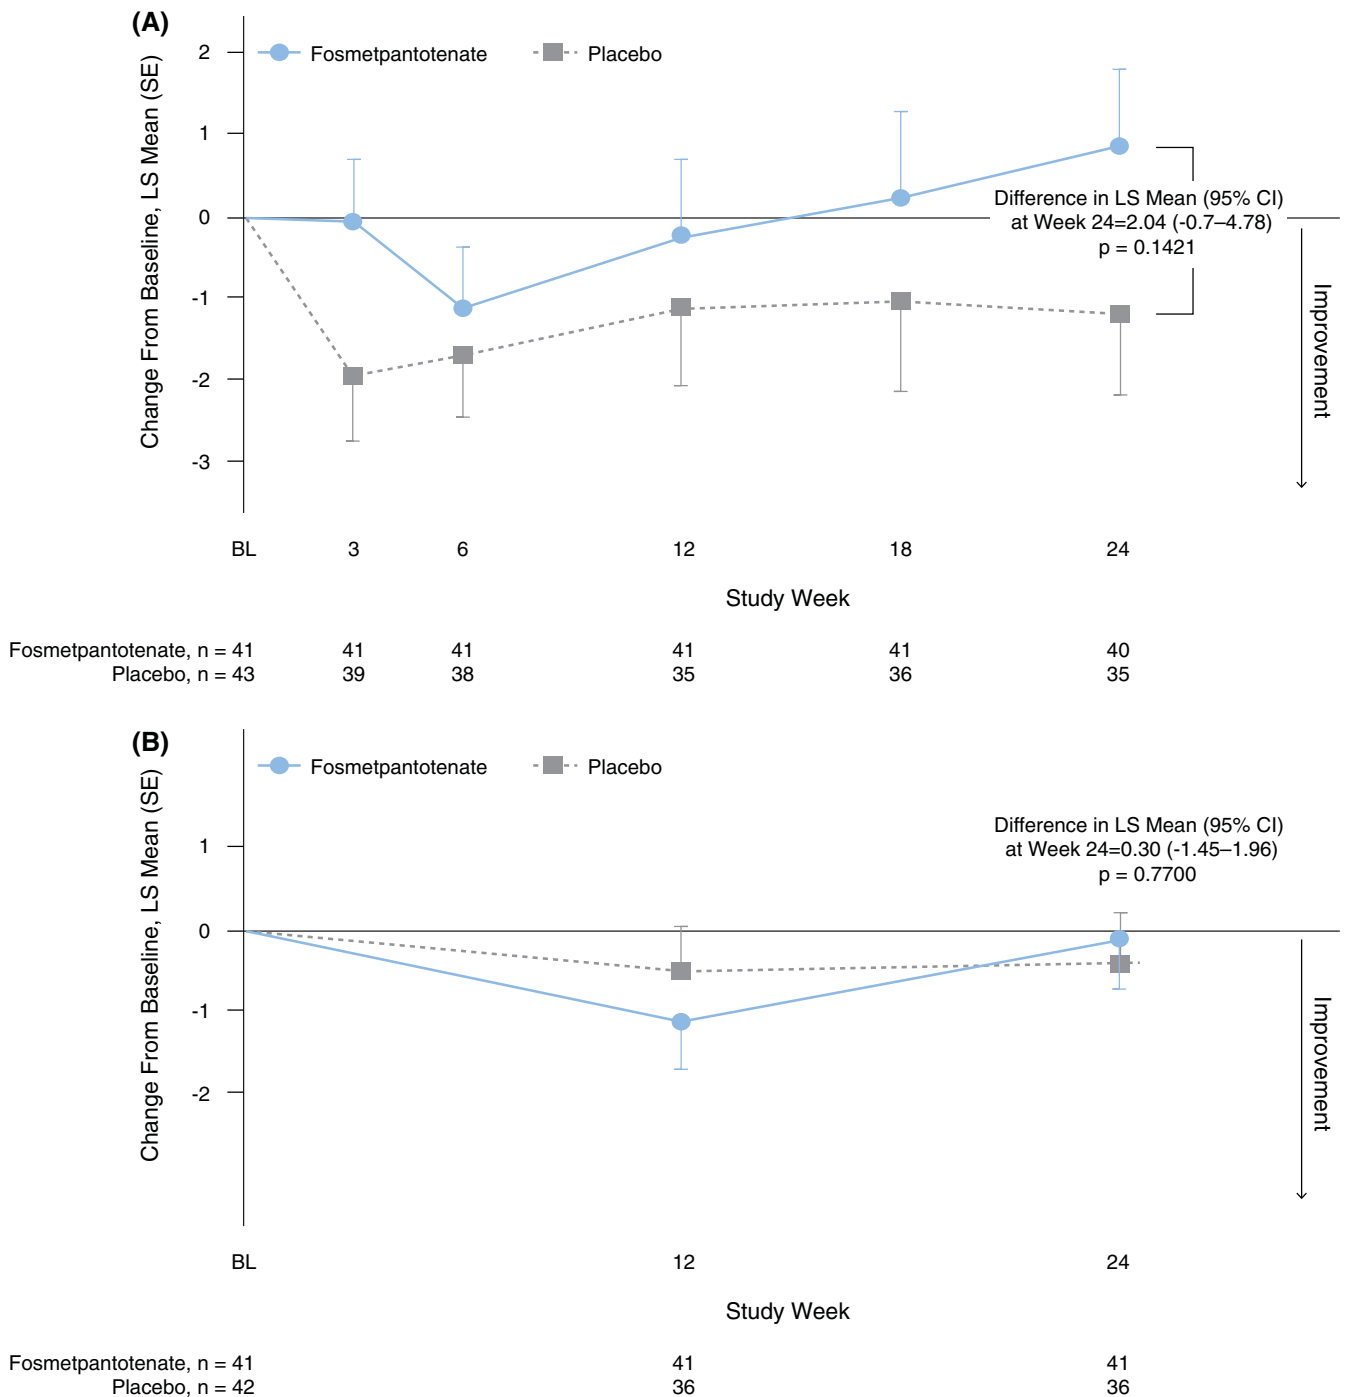 (A)
Fosmetpantotenate
Placebo
Change From Baseline, LS Mean (SE)
2
1
0
-1
-2
-3
Difference in LS Mean (95% CI)
at Week 24=2.04 (-0.7–4.78)
p = 0.1421
Improvement
BL 3 6 12 18 24
Study Week
Fosmetpantotenate, n = 41 41 41 41 41 40
Placebo, n = 43 39 38 35 36 35
(B)
Fosmetpantotenate
Placebo
Change From Baseline, LS Mean (SE)
1
0
-1
-2
Difference in LS Mean (95% CI)
at Week 24=0.30 (-1.45–1.96)
p = 0.7700
Improvement
BL 12 24
Study Week
Fosmetpantotenate, n = 41 41 41
Placebo, n = 42 36 36